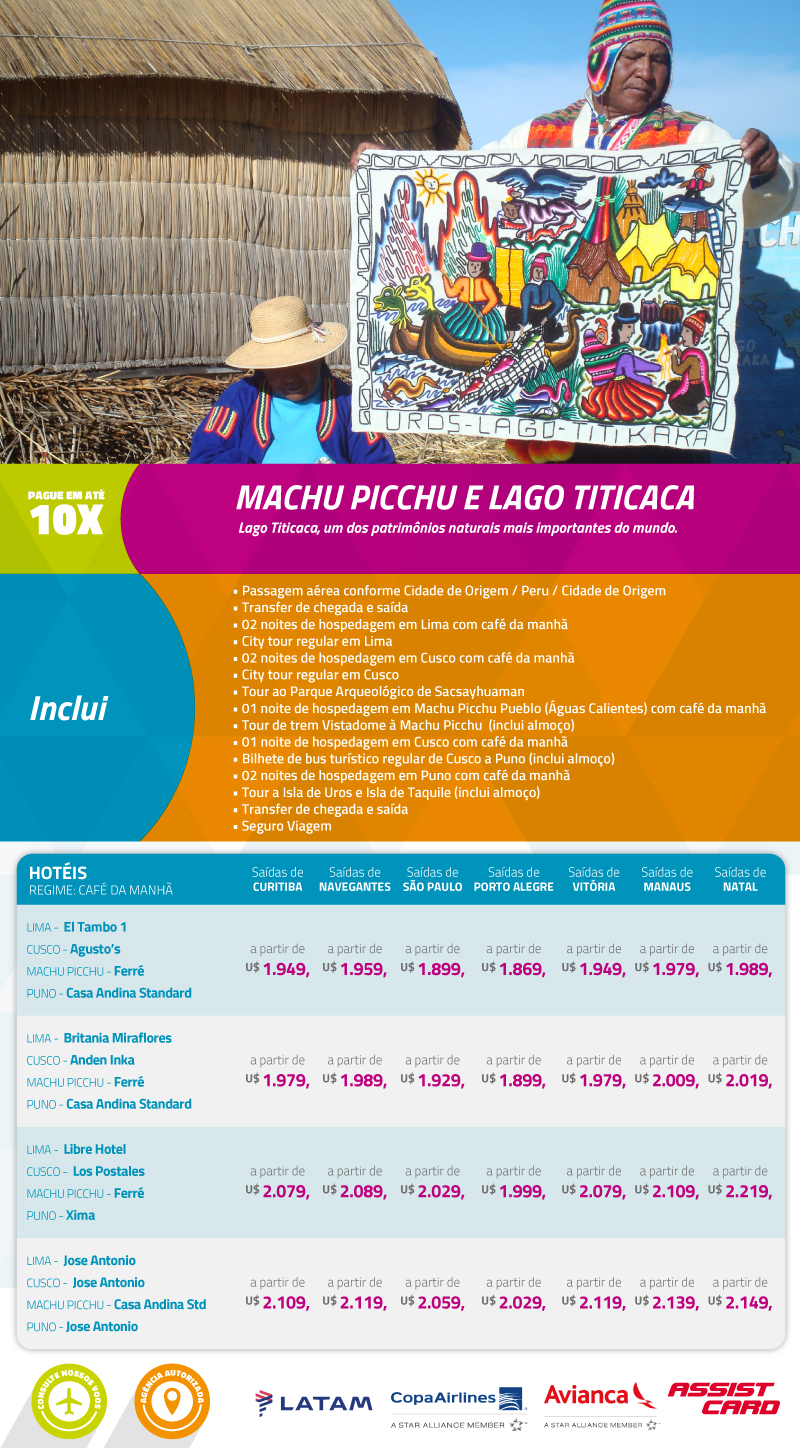 UROS-LAGO-TITIKAKA
PAGUE EM ATÉ
10X
MACHU PICCHU E LAGO TITICACA
Lago Titicaca, um dos patrimônios naturais mais importantes do mundo.
Inclui
• Passagem aérea conforme Cidade de Origem / Peru / Cidade de Origem
• Transfer de chegada e saída
• 02 noites de hospedagem em Lima com café da manhã
• City tour regular em Lima
• 02 noites de hospedagem em Cusco com café da manhã
• City tour regular em Cusco
• Tour ao Parque Arqueológico de Sacsayhuaman
• 01 noite de hospedagem em Machu Picchu Pueblo (Águas Calientes) com café da manhã
• Tour de trem Vistadome à Machu Picchu (inclui almoço)
• 01 noite de hospedagem em Cusco com café da manhã
• Bilhete de bus turístico regular de Cusco a Puno (inclui almoço)
• 02 noites de hospedagem em Puno com café da manhã
• Tour a Isla de Uros e Isla de Taquile (inclui almoço)
• Transfer de chegada e saída
• Seguro Viagem
HOTÉIS
REGIME: CAFÉ DA MANHÃ
Saídas de Saídas de Saídas de Saídas de Saídas de Saídas de Saídas de
CURITIBA NAVEGANTES SÃO PAULO PORTO ALEGRE VITÓRIA MANAUS NATAL
LIMA - El Tambo 1
CUSCO - Agusto's
MACHU PICCHU - Ferré
PUNO - Casa Andina Standard
a partir de a partir de a partir de a partir de a partir de a partir de a partir de
U$ 1.949, U$ 1.959, U$ 1.899, U$ 1.869, U$ 1.949, U$ 1.979, U$ 1.989,
LIMA - Britania Miraflores
CUSCO - Anden Inka
MACHU PICCHU - Ferré
PUNO - Casa Andina Standard
a partir de a partir de a partir de a partir de a partir de a partir de a partir de
U$ 1.979, U$ 1.989, U$ 1.929, U$ 1.899, U$ 1.979, U$ 2.009, U$ 2.019,
LIMA - Libre Hotel
CUSCO - Los Postales
MACHU PICCHU - Ferré
PUNO - Xima
a partir de a partir de a partir de a partir de a partir de a partir de a partir de
U$ 2.079, U$ 2.089, U$ 2.029, U$ 1.999, U$ 2.079, U$ 2.109, U$ 2.219,
LIMA - Jose Antonio
CUSCO - Jose Antonio
MACHU PICCHU - Casa Andina Std
PUNO - Jose Antonio
a partir de a partir de a partir de a partir de a partir de a partir de a partir de
U$ 2.109, U$ 2.119, U$ 2.059, U$ 2.029, U$ 2.119, U$ 2.139, U$ 2.149,
CONSULTE NOSSOS VOOS
AGÊNCIA AUTORIZADA
LATAM
CopaAirlines
A STAR ALLIANCE MEMBER
Avianca
A STAR ALLIANCE MEMBER
ASSIST
CARD